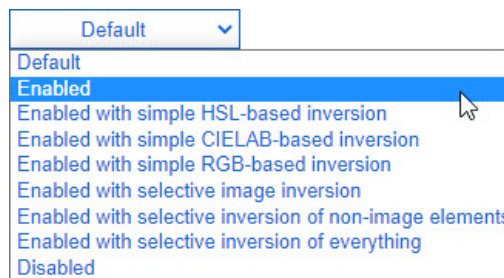 Default
Default
Enabled
Enabled with simple HSL-based inversion
Enabled with simple CIELAB-based inversion
Enabled with simple RGB-based inversion
Enabled with selective image inversion
Enabled with selective inversion of non-image elements
Enabled with selective inversion of everything
Disabled